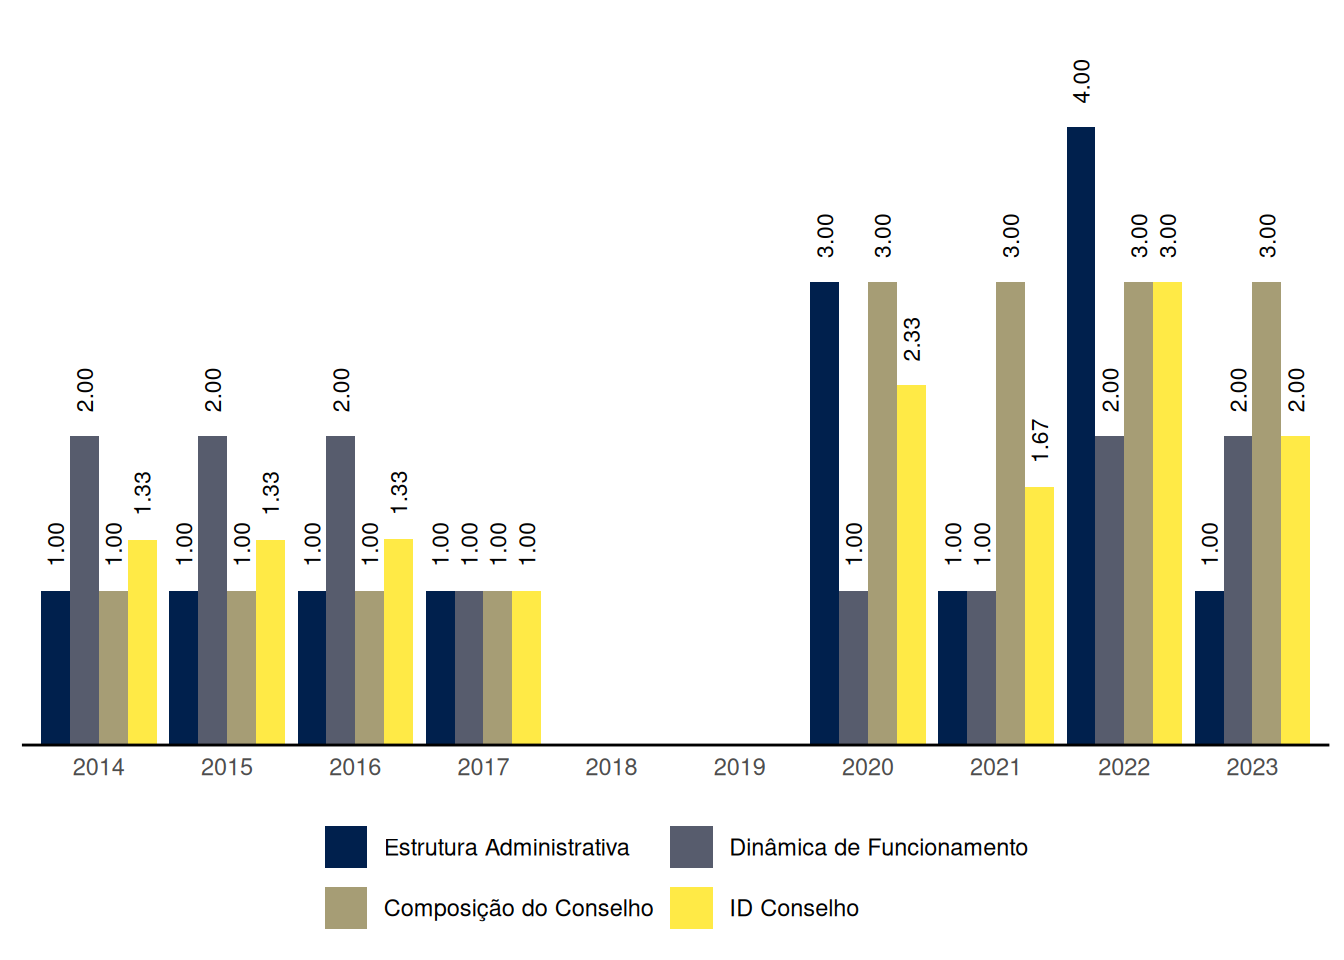 4.00
3.00 3.00 3.00 3.00 3.00 3.00
2.33
2.00 2.00 2.00 2.00 2.00 2.00
1.67
1.33 1.33 1.33
1.00 1.00 1.00 1.00 1.00 1.00 1.00 1.00 1.00 1.00 1.00 1.00 1.00 1.00
2014 2015 2016 2017 2018 2019 2020 2021 2022 2023
Estrutura Administrativa Dinâmica de Funcionamento
Composição do Conselho ID Conselho